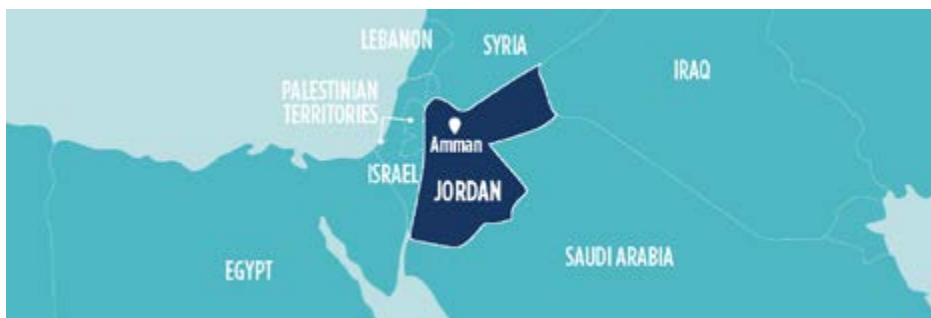 LEBANON
SYRIA
IRAQ
PALESTINIAN
TERRITORIES
Amman
ISRAEL
JORDAN
EGYPT
SAUDI ARABIA